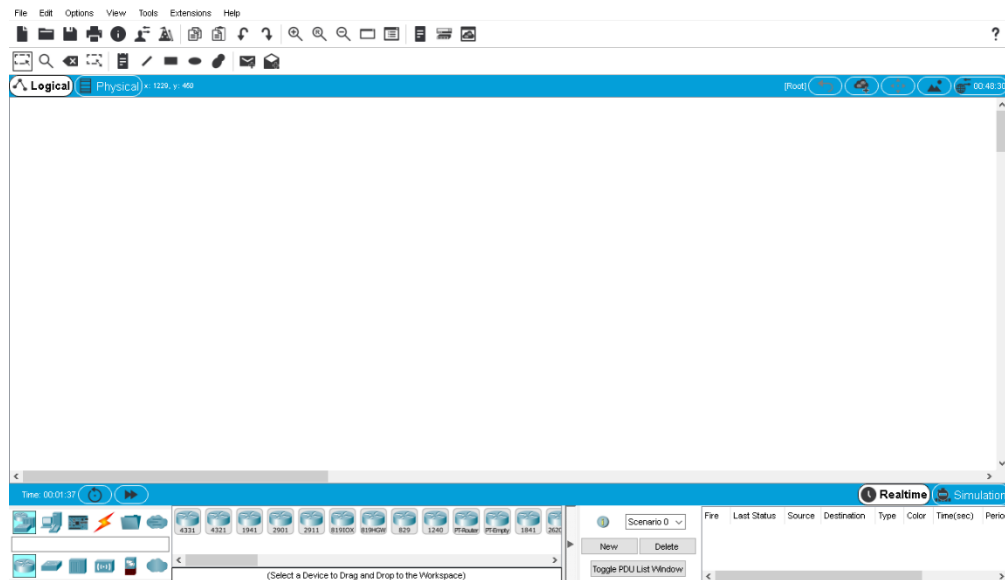 File Edit Options View Tools Extensions Help
?
Logical Physical x: 1229, y: 460 [Root] 00:48:30
Time: 00:01:37 Realtime Simulation
4331 4321 1941 2901 2911 819IOX 819HGW 829 1240 PT-Router PT-Empty 1841 262
Scenario 0 Fire Last Status Source Destination Type Color Time(sec) Period
New Delete
Toggle PDU List Window
(Select a Device to Drag and Drop to the Workspace)